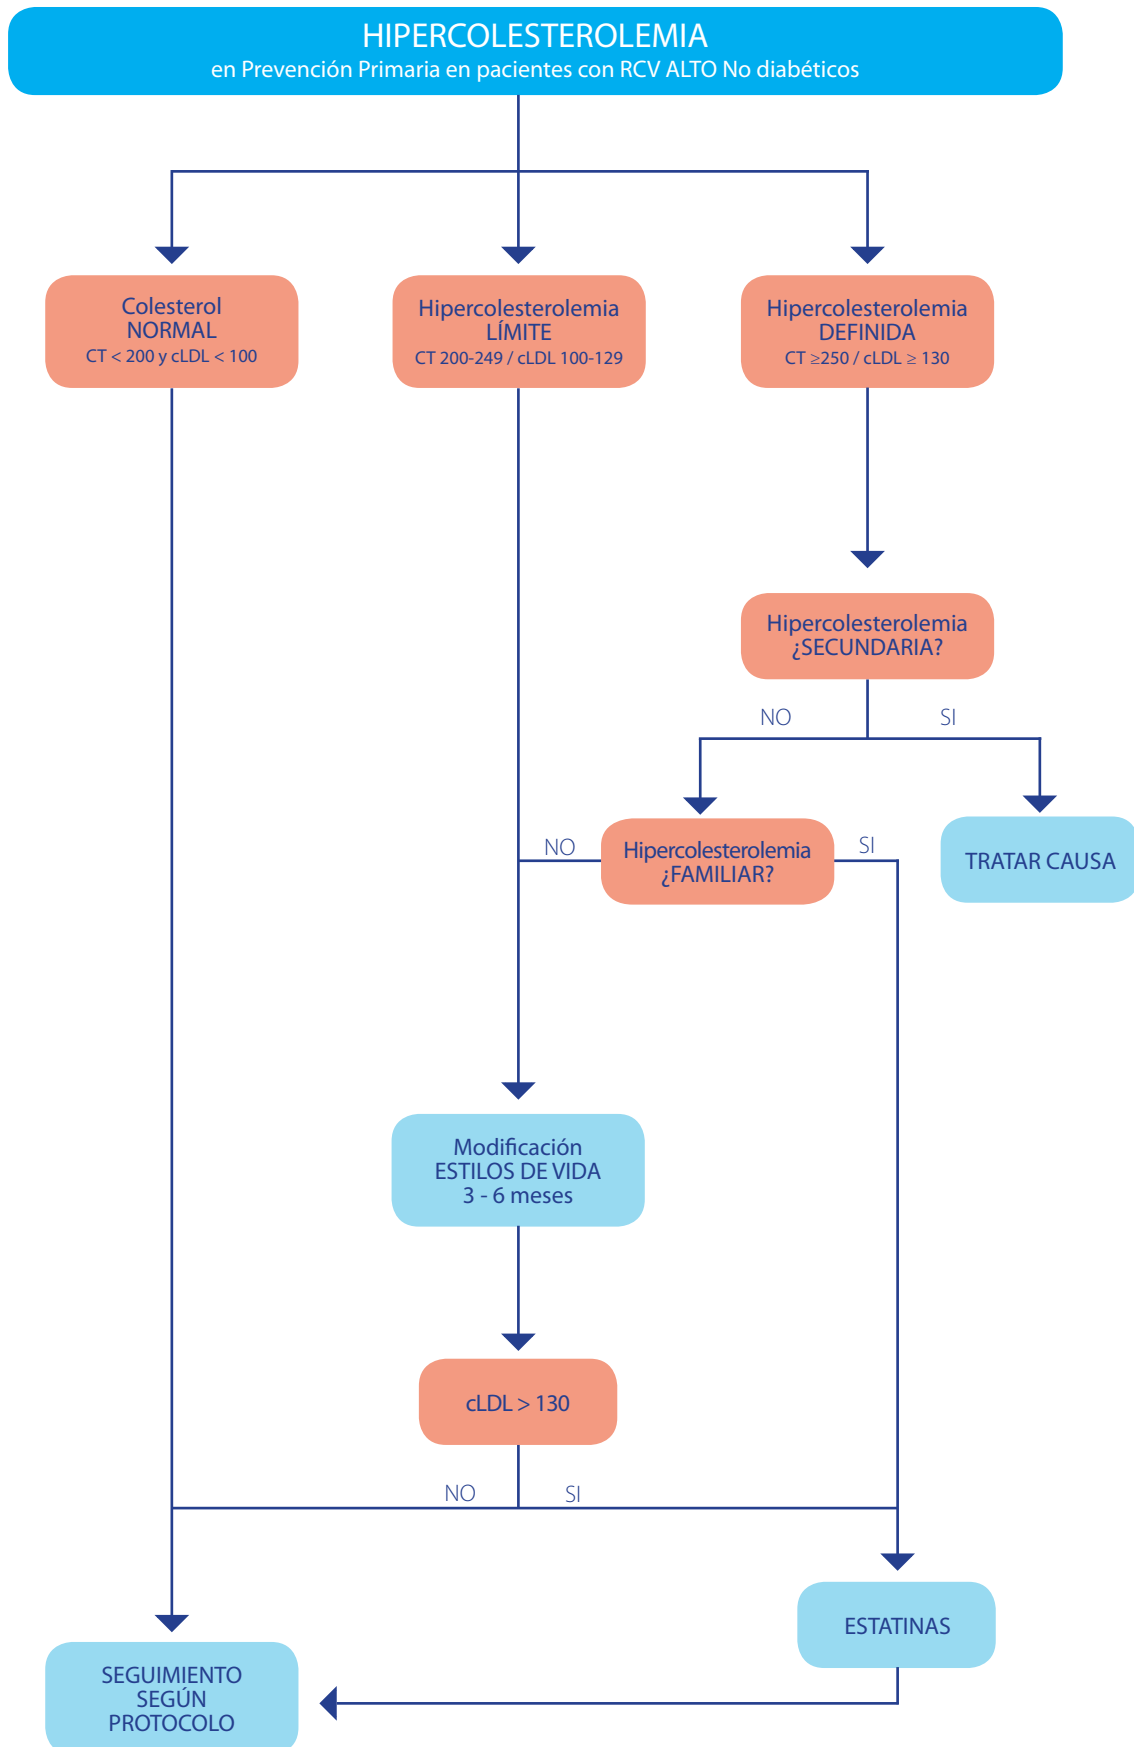 HIPERCOLESTEROLEMIA
en Prevención Primaria en pacientes con RCV ALTO No diabéticos
Colesterol
NORMAL
CT < 200 y cLDL < 100
Hipercolesterolemia
LÍMITE
CT 200-249 / cLDL 100-129
Hipercolesterolemia
DEFINIDA
CT ≥250 / cLDL ≥ 130
Hipercolesterolemia
¿SECUNDARIA?
NO
SI
NO
Hipercolesterolemia
¿FAMILIAR?
SI
TRATAR CAUSA
Modificación
ESTILOS DE VIDA
3 - 6 meses
cLDL > 130
NO
SI
ESTATINAS
SEGUIMIENTO
SEGÚN
PROTOCOLO